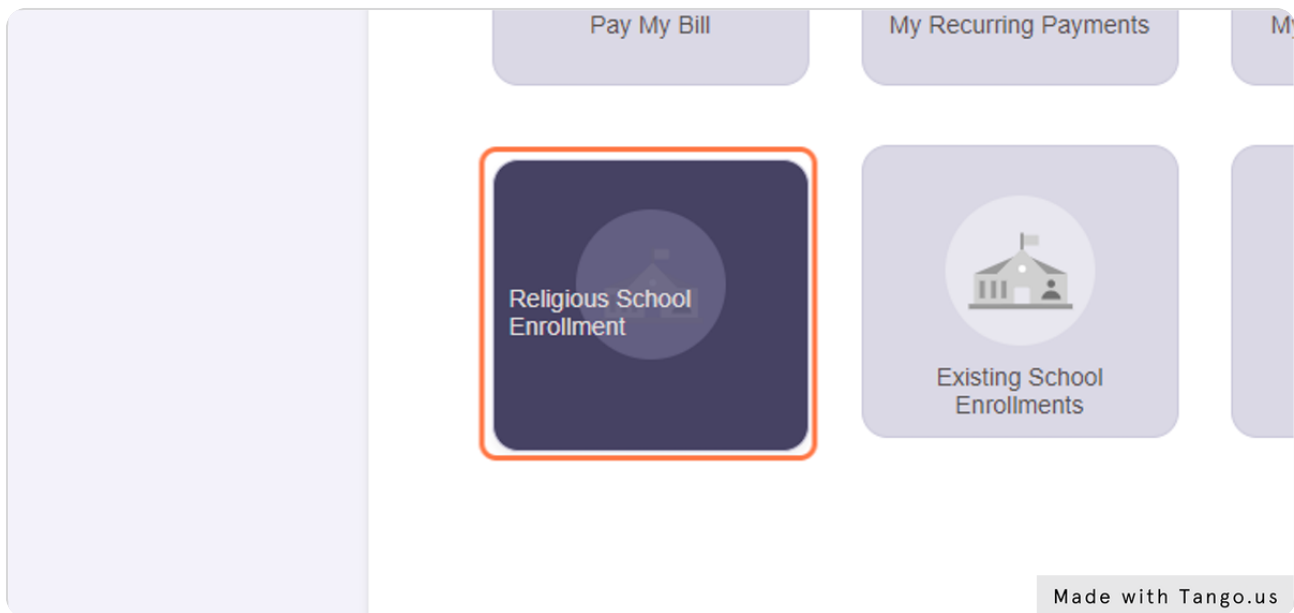 Pay My Bill
My Recurring Payments
Religious School
Enrollment
Existing School
Enrollments
Made with Tango.us